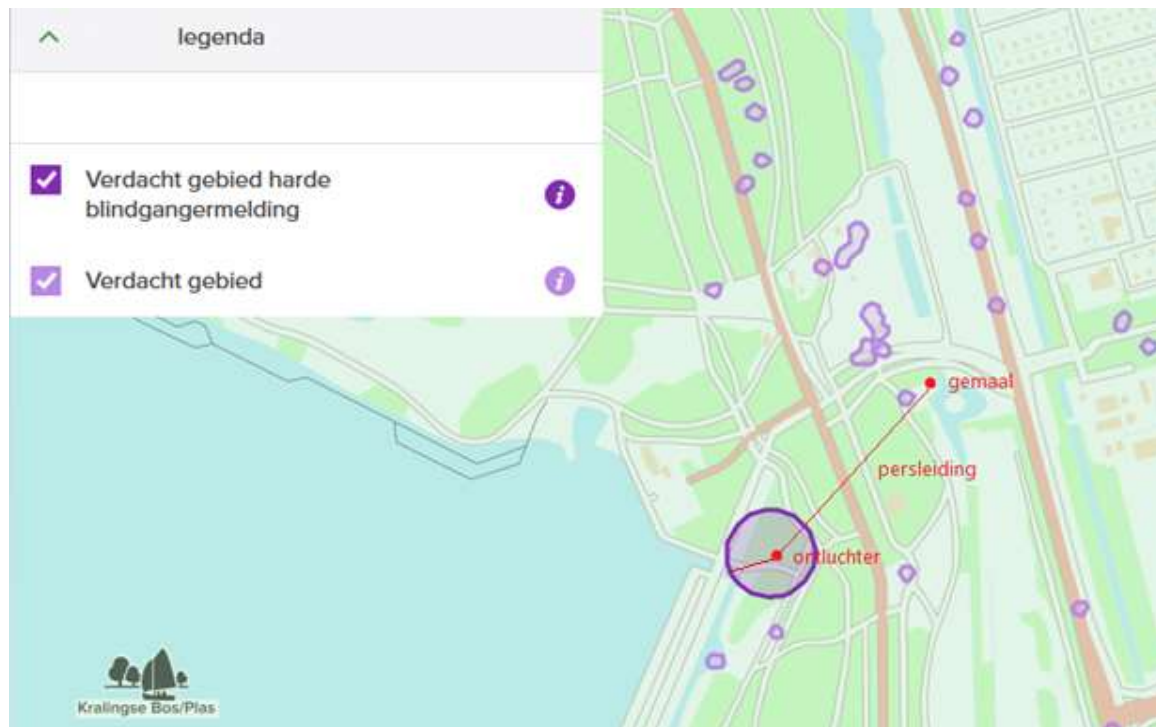 legenda
Verdacht gebied harde
blindgangermelding
i
Verdacht gebied
i
gemaal
persleiding
ontluchter
Kralingse Bos/Plas